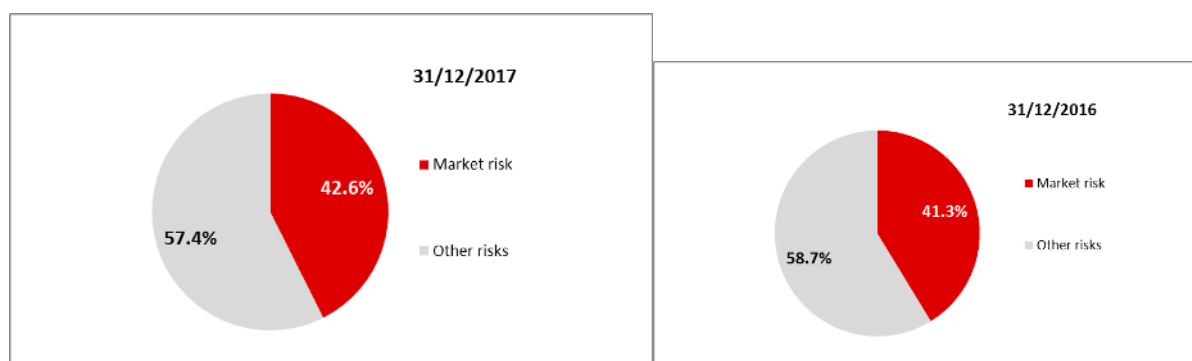 31/12/2017
Market risk
42.6%
57.4%
Other risks
31/12/2016
Market risk
41.3%
58.7%
Other risks